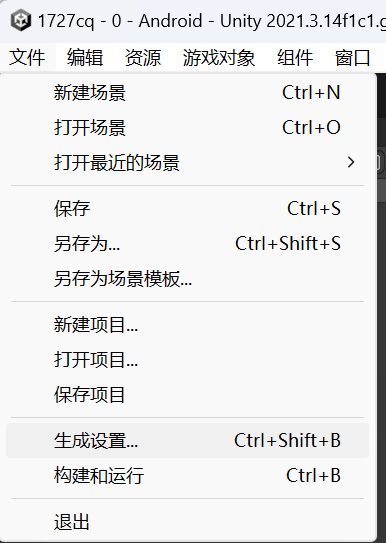 1727cq - 0 - Android - Unity 2021.3.14f1c1.g
文件 编辑 资源 游戏对象 组件 窗口
新建场景 Ctrl+N
打开场景 Ctrl+O
打开最近的场景
保存 Ctrl+S
另存为... Ctrl+Shift+S
另存为场景模板...
新建项目...
打开项目...
保存项目
生成设置... Ctrl+Shift+B
构建和运行 Ctrl+B
退出